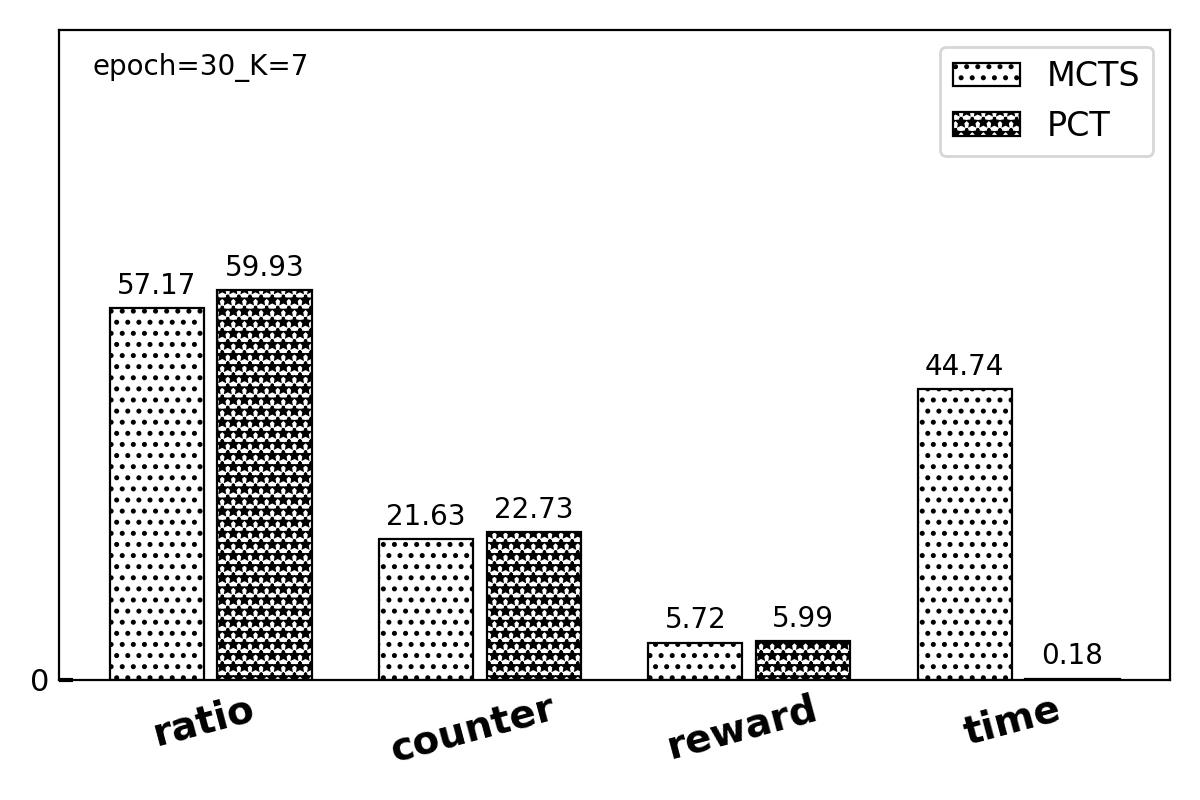 epoch=30_K=7
MCTS
PCT
57.17
59.93
21.63
22.73
5.72
5.99
44.74
0.18
0
ratio
counter
reward
time